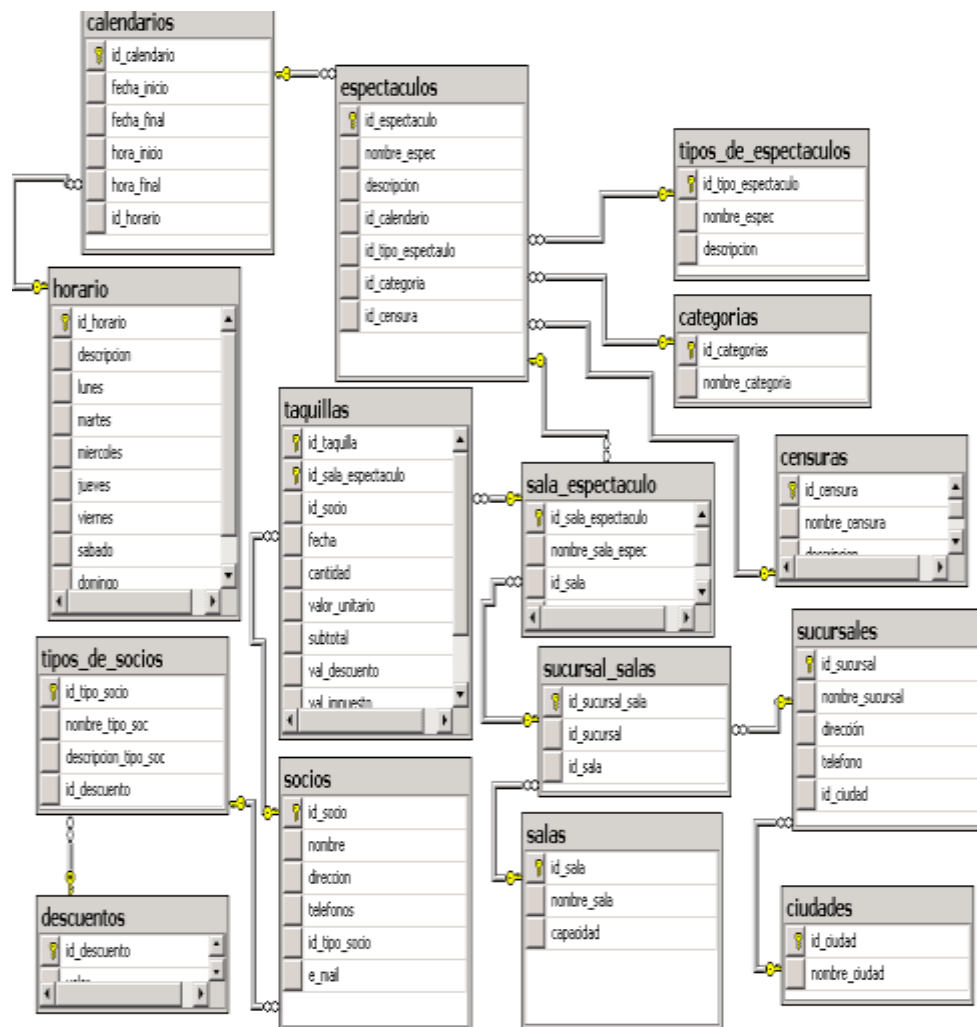 calendarios
id_calendario
fecha_inicio
fecha_final
hora_inicio
hora_final
id_horario
espectaculos
id_espectaculo
nombre_espec
descripcion
id_calendario
id_tipo_espectaulo
id_categoria
id_censura
tipos_de_espectaculos
id_tipo_espectaculo
nombre_espec
descripcion
categorias
id_categorias
nombre_categoria
horario
id_horario
descripcion
lunes
martes
miercoles
jueves
viernes
sabado
domingo
taquillas
id_taquilla
id_sala_espectaculo
id_socio
fecha
cantidad
valor_unitario
subtotal
val_descuento
val_impuesto
sala_espectaculo
id_sala_espectaculo
nombre_sala_espec
id_sala
censuras
id_censura
nombre_censura
descripcion
tipos_de_socios
id_tipo_socio
nombre_tipo_soc
descripcion_tipo_soc
id_descuento
sucursal_salas
id_sucursal_sala
id_sucursal
id_sala
sucursales
id_sucursal
nombre_sucursal
dirección
telefono
id_ciudad
socios
id_socio
nombre
direccion
telefonos
id_tipo_socio
e_mail
salas
id_sala
nombre_sala
capacidad
descuentos
id_descuento
ciudades
id_ciudad
nombre_ciudad